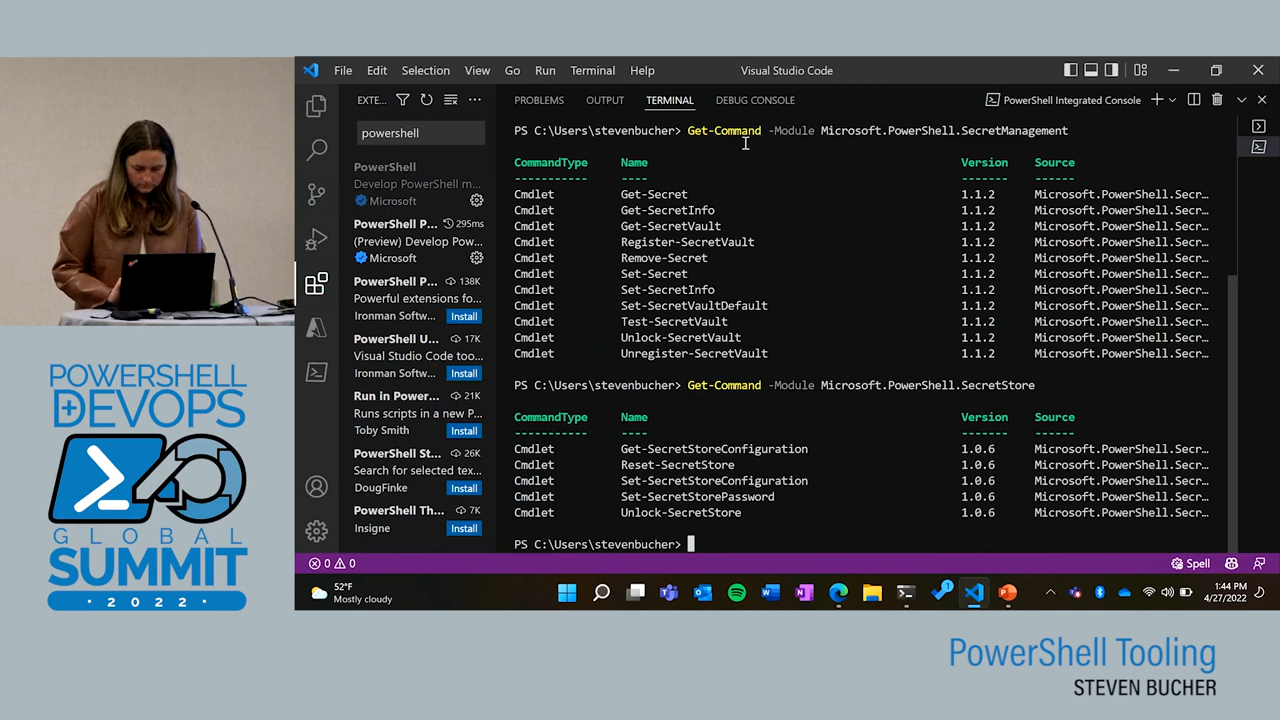 File Edit Selection View Go Run Terminal Help Visual Studio Code
EXTE...
powershell
PowerShell
Develop PowerShell m...
Microsoft
PowerShell P... 295ms
(Preview) Develop Pow...
Microsoft
PowerShell P... 138K
Powerful extensions fo...
Ironman Softw... Install
PowerShell U... 17K
Visual Studio Code too...
Ironman Softw... Install
Run in Power... 21K
Runs scripts in a new P...
Toby Smith Install
PowerShell St... 26K
Search for selected tex...
DougFinke Install
PowerShell Th... 7K
Insigne Install
PROBLEMS OUTPUT TERMINAL DEBUG CONSOLE PowerShell Integrated Console
PS C:\Users\stevenbucher> Get-Command -Module Microsoft.PowerShell.SecretManagement
CommandType Name Version Source
----------- ---- ------- ------
Cmdlet Get-Secret 1.1.2 Microsoft.PowerShell.Secr…
Cmdlet Get-SecretInfo 1.1.2 Microsoft.PowerShell.Secr…
Cmdlet Get-SecretVault 1.1.2 Microsoft.PowerShell.Secr…
Cmdlet Register-SecretVault 1.1.2 Microsoft.PowerShell.Secr…
Cmdlet Remove-Secret 1.1.2 Microsoft.PowerShell.Secr…
Cmdlet Set-Secret 1.1.2 Microsoft.PowerShell.Secr…
Cmdlet Set-SecretInfo 1.1.2 Microsoft.PowerShell.Secr…
Cmdlet Set-SecretVaultDefault 1.1.2 Microsoft.PowerShell.Secr…
Cmdlet Test-SecretVault 1.1.2 Microsoft.PowerShell.Secr…
Cmdlet Unlock-SecretVault 1.1.2 Microsoft.PowerShell.Secr…
Cmdlet Unregister-SecretVault 1.1.2 Microsoft.PowerShell.Secr…
PS C:\Users\stevenbucher> Get-Command -Module Microsoft.PowerShell.SecretStore
CommandType Name Version Source
----------- ---- ------- ------
Cmdlet Get-SecretStoreConfiguration 1.0.6 Microsoft.PowerShell.Secr…
Cmdlet Reset-SecretStore 1.0.6 Microsoft.PowerShell.Secr…
Cmdlet Set-SecretStoreConfiguration 1.0.6 Microsoft.PowerShell.Secr…
Cmdlet Set-SecretStorePassword 1.0.6 Microsoft.PowerShell.Secr…
Cmdlet Unlock-SecretStore 1.0.6 Microsoft.PowerShell.Secr…
PS C:\Users\stevenbucher>
0 0 Spell
52°F
Mostly cloudy
1:44 PM
4/27/2022
POWERSHELL
+DEVOPS
GLOBAL
SUMMIT
· 2022 ·
PowerShell Tooling
STEVEN BUCHER